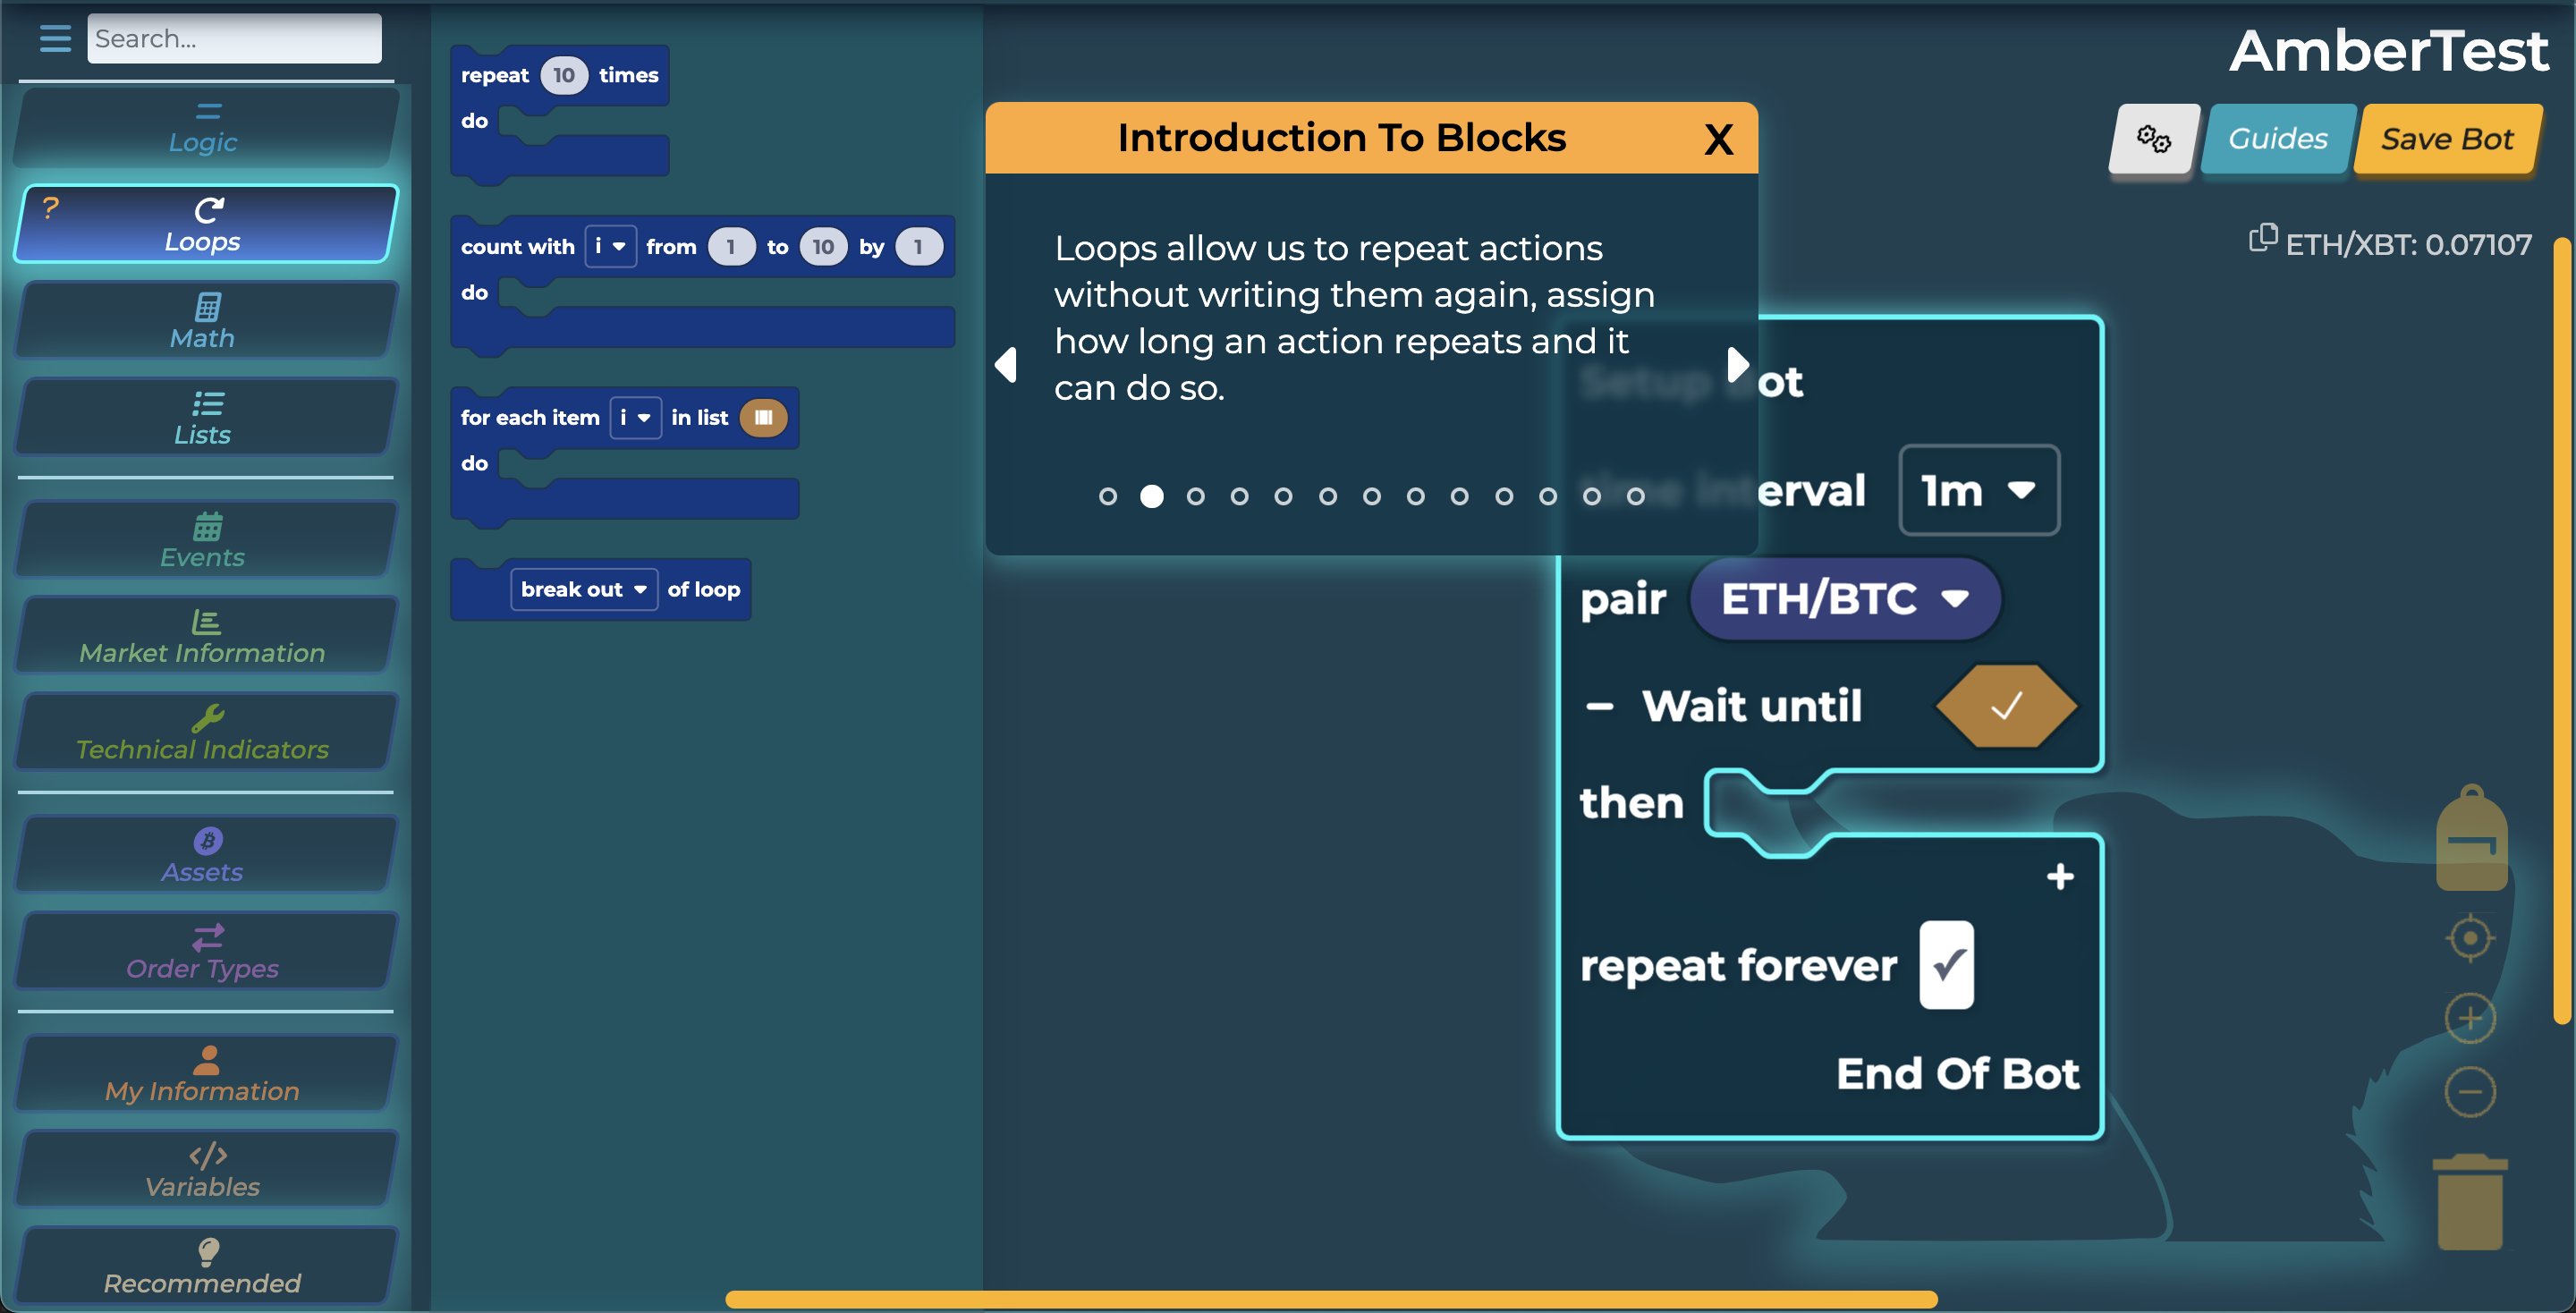 Search...
Logic
?
Loops
Math
Lists
Events
Market Information
Technical Indicators
Assets
Order Types
My Information
Variables
Recommended
repeat 10 times
do
count with i from 1 to 10 by 1
do
for each item i in list
do
break out of loop
Introduction To Blocks X
Loops allow us to repeat actions
without writing them again, assign
how long an action repeats and it
can do so.
AmberTest
Guides
Save Bot
ETH/XBT: 0.07107
Setup Bot
time interval 1m
pair ETH/BTC
- Wait until
then
+
repeat forever
End Of Bot